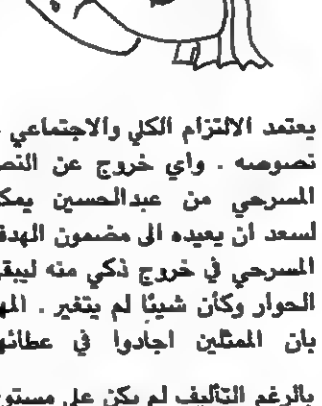 يعتمد الالتزام الكلي والاجتماعي
نصوصه . واي خروج عن النص
المسرحي من عبدالحسين يمك
لسعد ان يعيده الى مضمون الهدف
المسرحي في خروج ذكي منه ليبقى
الحوار وكأن شيئا لم يتغير . المه
بان الممثلين اجادوا في عطائه
بالرغم التأليف لم يكن على مستوى